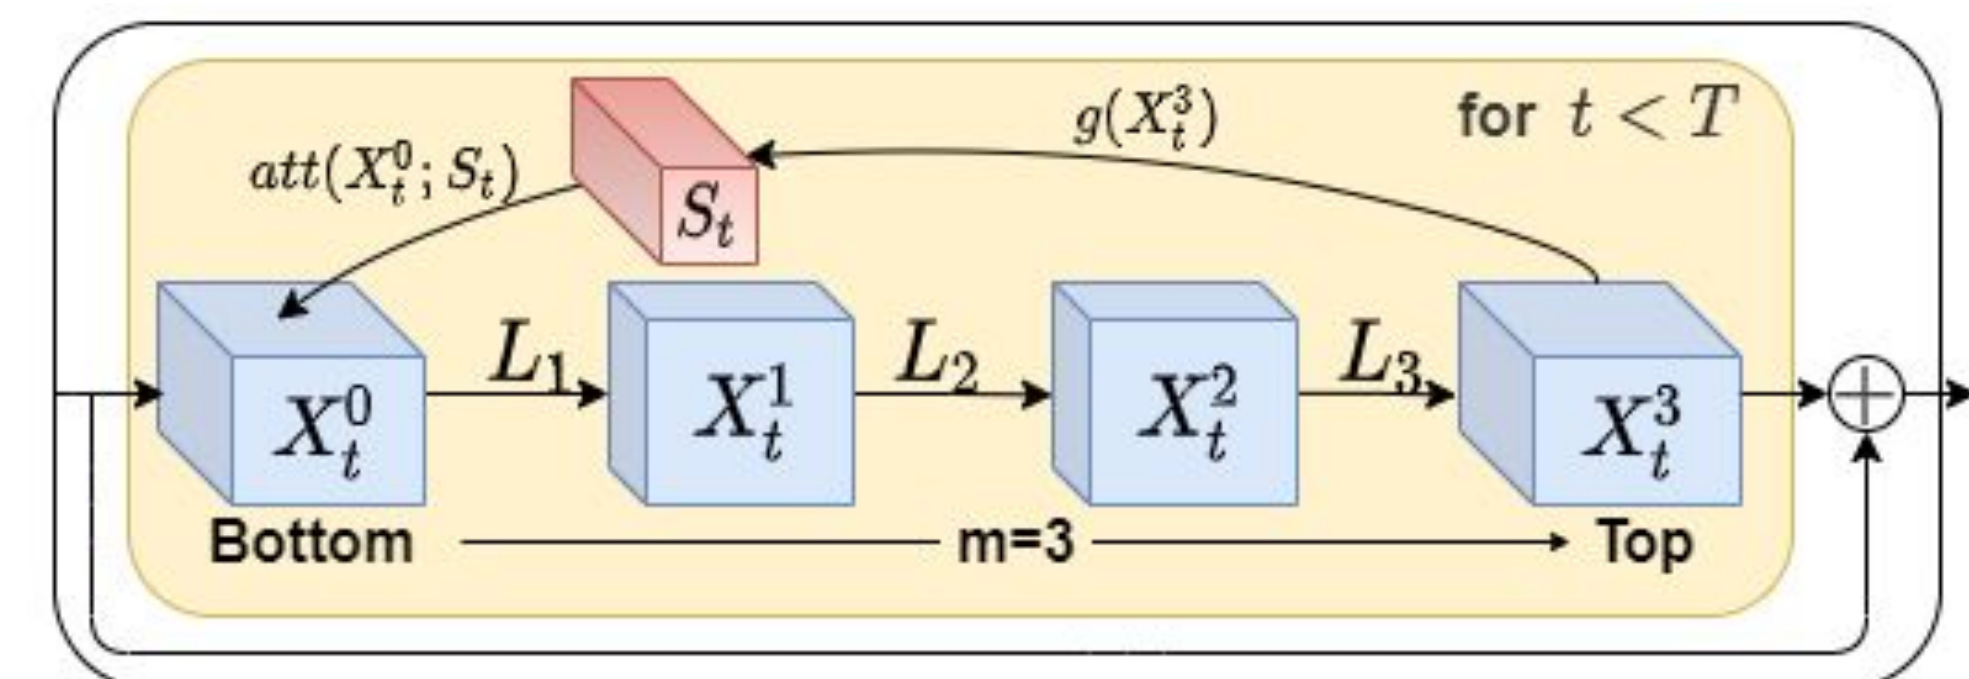 for t < T
g(X_t^3)
att(X_t^0; S_t)
S_t
L_1 L_2 L_3
X_t^0 X_t^1 X_t^2 X_t^3
Bottom m=3 Top